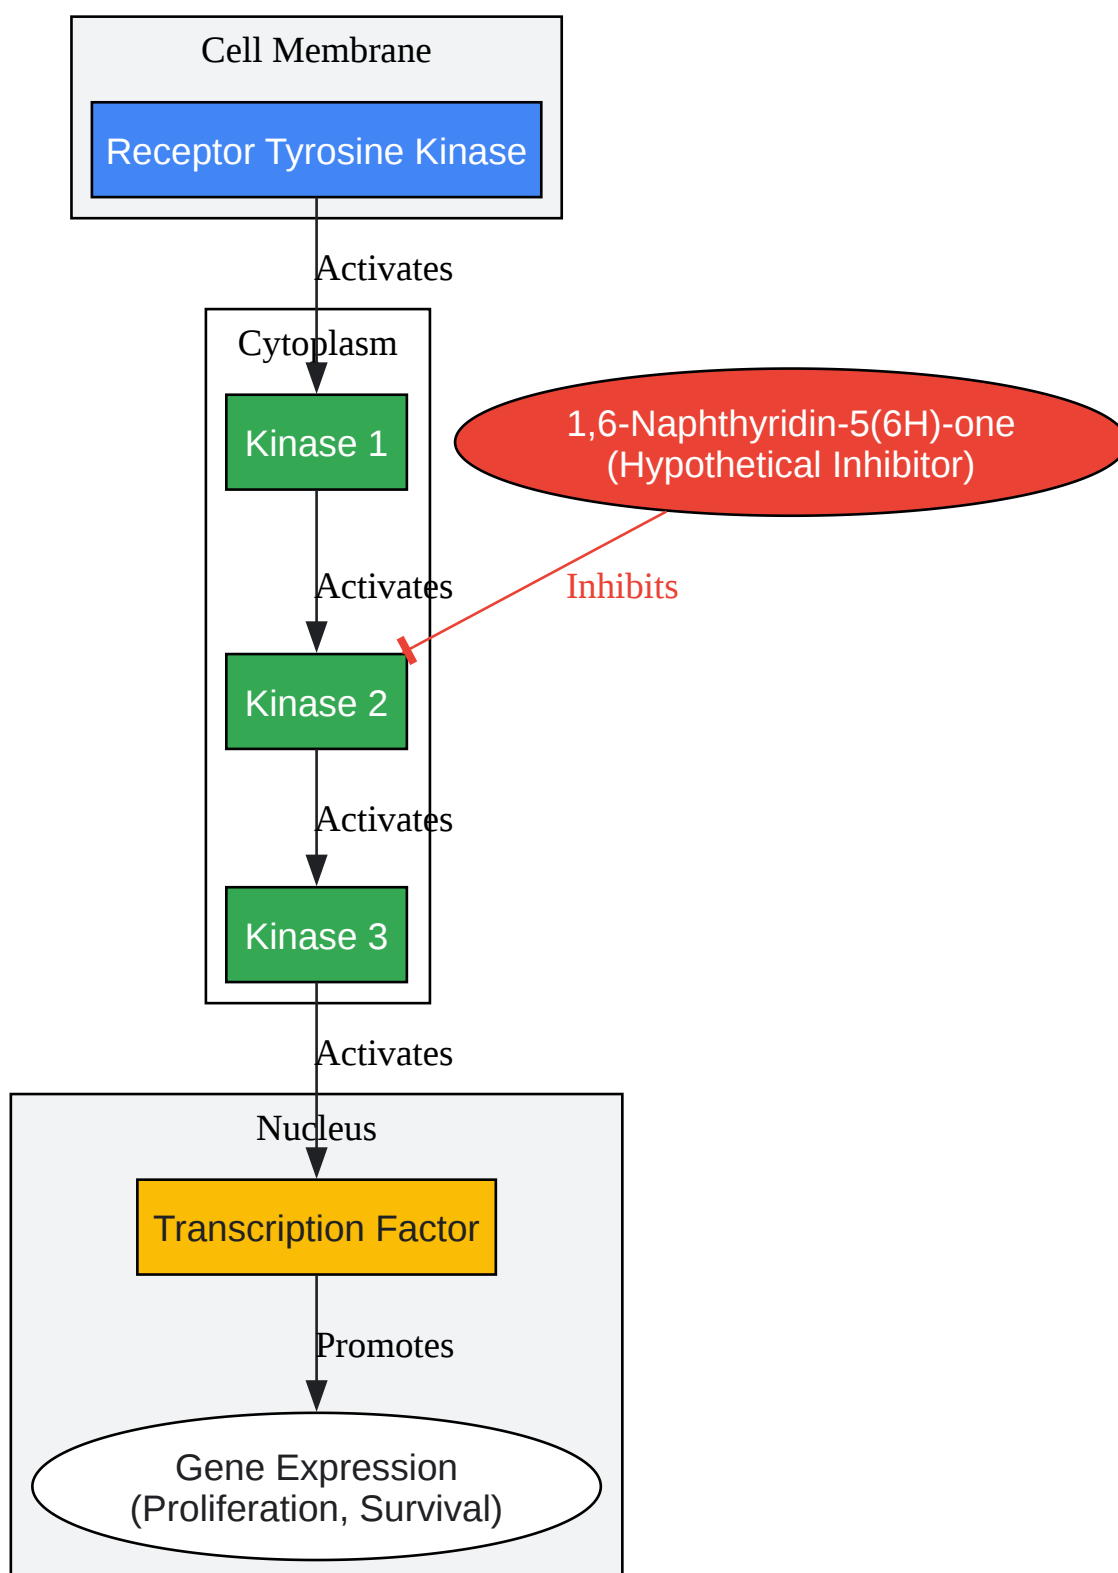 Cell Membrane
Receptor Tyrosine Kinase
Activates
Cytoplasm
Kinase 1
1,6-Naphthyridin-5(6H)-one
(Hypothetical Inhibitor)
Activates
Inhibits
Kinase 2
Activates
Kinase 3
Activates
Nucleus
Transcription Factor
Promotes
Gene Expression
(Proliferation, Survival)